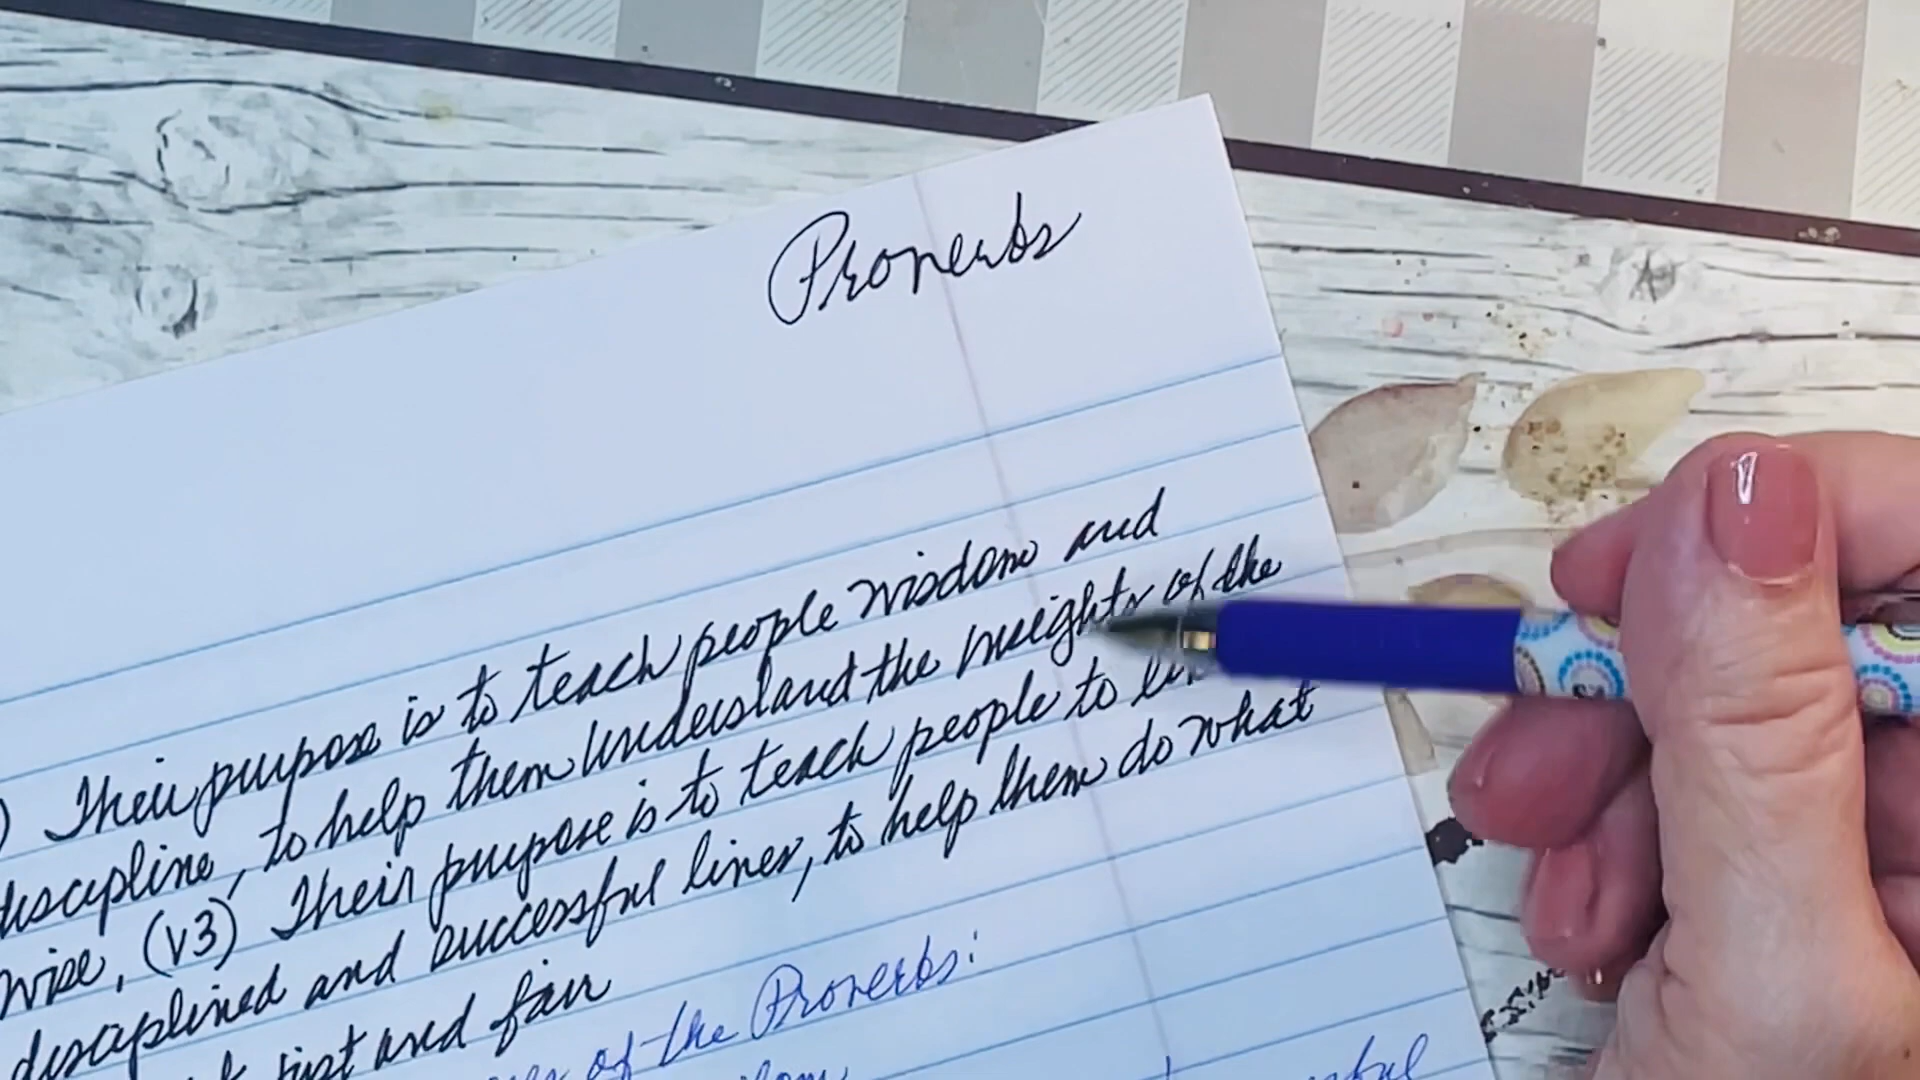 Proverbs
) Their purpose is to teach people wisdom and
discipline, to help them understand the insights of the
wise. (v3) Their purpose is to teach people to
disciplined and successful lives, to help them do what
just and fair
of the Proverbs: